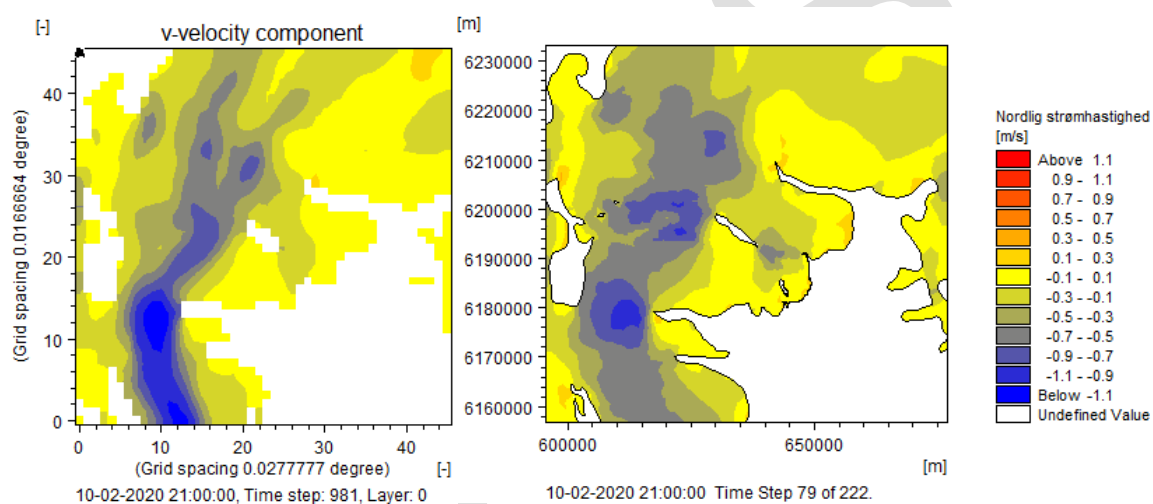 v-velocity component
[-]
(Grid spacing 0.0166664 degree)
40
30
20
10
0
0
10
20
30
40
(Grid spacing 0.0277777 degree)
[-]
10-02-2020 21:00:00, Time step: 981, Layer: 0
[m]
6230000
6220000
6210000
6200000
6190000
6180000
6170000
6160000
600000
650000
[m]
10-02-2020 21:00:00 Time Step 79 of 222.
Nordlig strømhastighed
[m/s]
Above 1.1
0.9 - 1.1
0.7 - 0.9
0.5 - 0.7
0.3 - 0.5
0.1 - 0.3
-0.1 - 0.1
-0.3 - -0.1
-0.5 - -0.3
-0.7 - -0.5
-0.9 - -0.7
-1.1 - -0.9
Below -1.1
Undefined Value